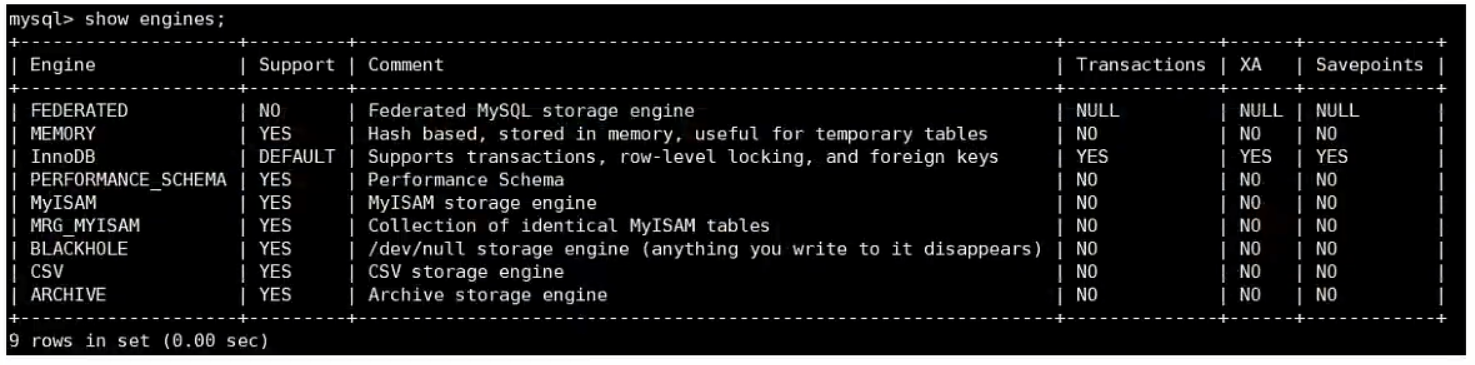 mysql> show engines;
+--------------------+---------+----------------------------------------------------------------+--------------+------+------------+
| Engine             | Support | Comment                                                        | Transactions | XA   | Savepoints |
+--------------------+---------+----------------------------------------------------------------+--------------+------+------------+
| FEDERATED          | NO      | Federated MySQL storage engine                                 | NULL         | NULL | NULL       |
| MEMORY             | YES     | Hash based, stored in memory, useful for temporary tables      | NO           | NO   | NO         |
| InnoDB             | DEFAULT | Supports transactions, row-level locking, and foreign keys     | YES          | YES  | YES        |
| PERFORMANCE_SCHEMA | YES     | Performance Schema                                             | NO           | NO   | NO         |
| MyISAM             | YES     | MyISAM storage engine                                          | NO           | NO   | NO         |
| MRG_MYISAM         | YES     | Collection of identical MyISAM tables                          | NO           | NO   | NO         |
| BLACKHOLE          | YES     | /dev/null storage engine (anything you write to it disappears) | NO           | NO   | NO         |
| CSV                | YES     | CSV storage engine                                             | NO           | NO   | NO         |
| ARCHIVE            | YES     | Archive storage engine                                         | NO           | NO   | NO         |
+--------------------+---------+----------------------------------------------------------------+--------------+------+------------+
9 rows in set (0.00 sec)